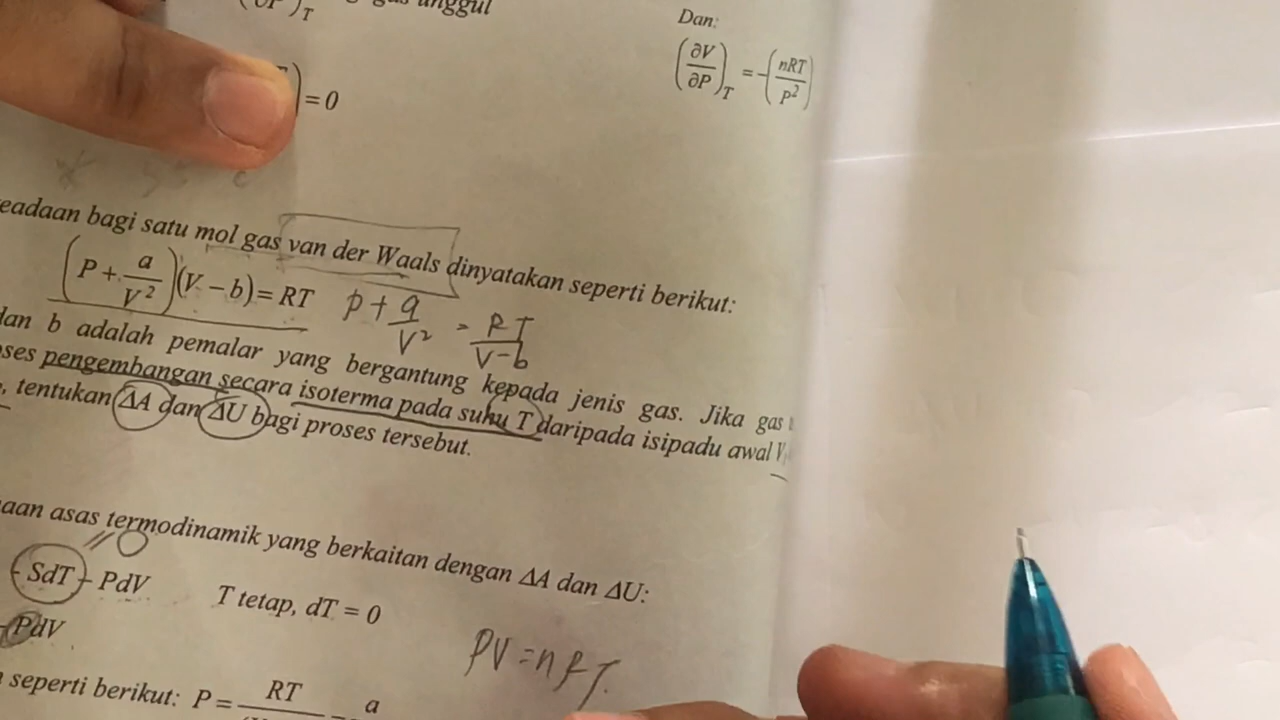 unggul
Dan:
(∂V/∂P)_T = -(nRT/P²)
) = 0
eadaan bagi satu mol gas van der Waals dinyatakan seperti berikut:
(P + a/V²)(V - b) = RT
P + a/V² = RT/V-b
dan b adalah pemalar yang bergantung kepada jenis gas. Jika gas
ses pengembangan secara isoterma pada suhu T daripada isipadu awal V
, tentukan ΔA dan ΔU bagi proses tersebut.
aan asas termodinamik yang berkaitan dengan ΔA dan ΔU:
- SdT - PdV T tetap, dT = 0
- PdV
PV = nRT.
seperti berikut: P = RT/ - a